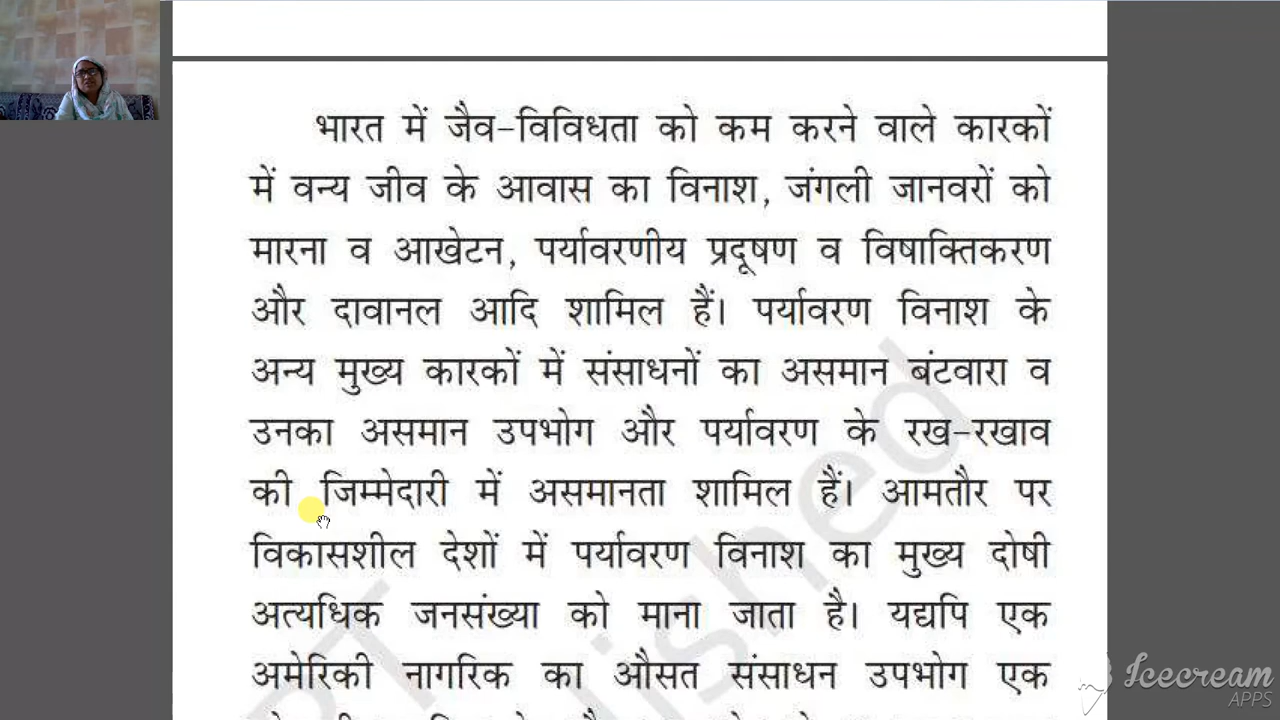 भारत में जैव-विविधता को कम करने वाले कारकों
में वन्य जीव के आवास का विनाश, जंगली जानवरों को
मारना व आखेटन, पर्यावरणीय प्रदूषण व विषाक्तिकरण
और दावानल आदि शामिल हैं। पर्यावरण विनाश के
अन्य मुख्य कारकों में संसाधनों का असमान बंटवारा व
उनका असमान उपभोग और पर्यावरण के रख-रखाव
की जिम्मेदारी में असमानता शामिल हैं। आमतौर पर
विकासशील देशों में पर्यावरण विनाश का मुख्य दोषी
अत्यधिक जनसंख्या को माना जाता है। यद्यपि एक
अमेरिकी नागरिक का औसत संसाधन उपभोग एक
Icecream
APPS